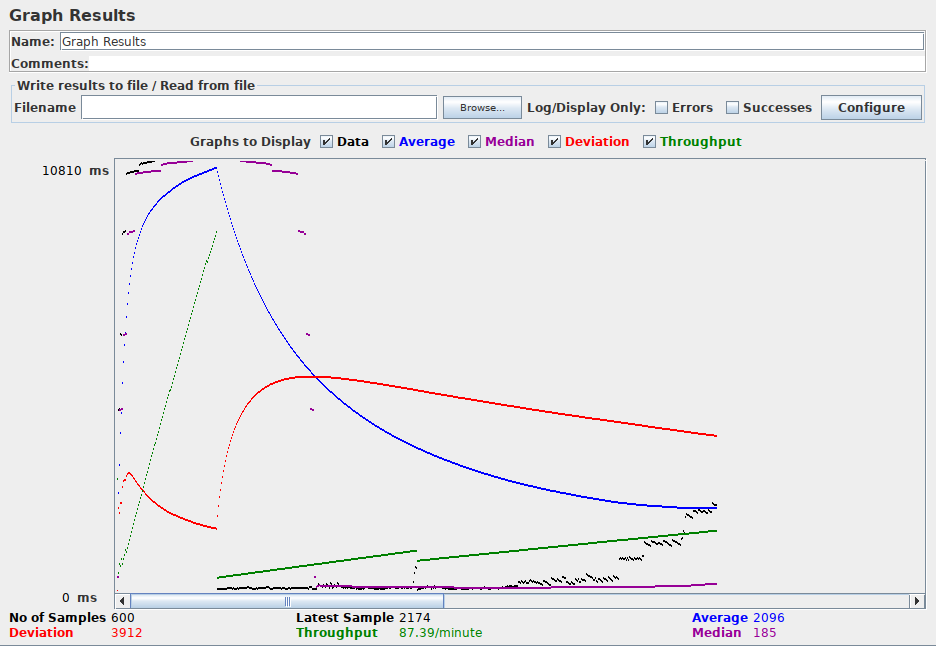 Graph Results
Name: Graph Results
Comments:
Write results to file / Read from file
Filename Browse... Log/Display Only: Errors Successes Configure
Graphs to Display Data Average Median Deviation Throughput
10810 ms
0 ms
No of Samples 600 Latest Sample 2174 Average 2096
Deviation 3912 Throughput 87.39/minute Median 185